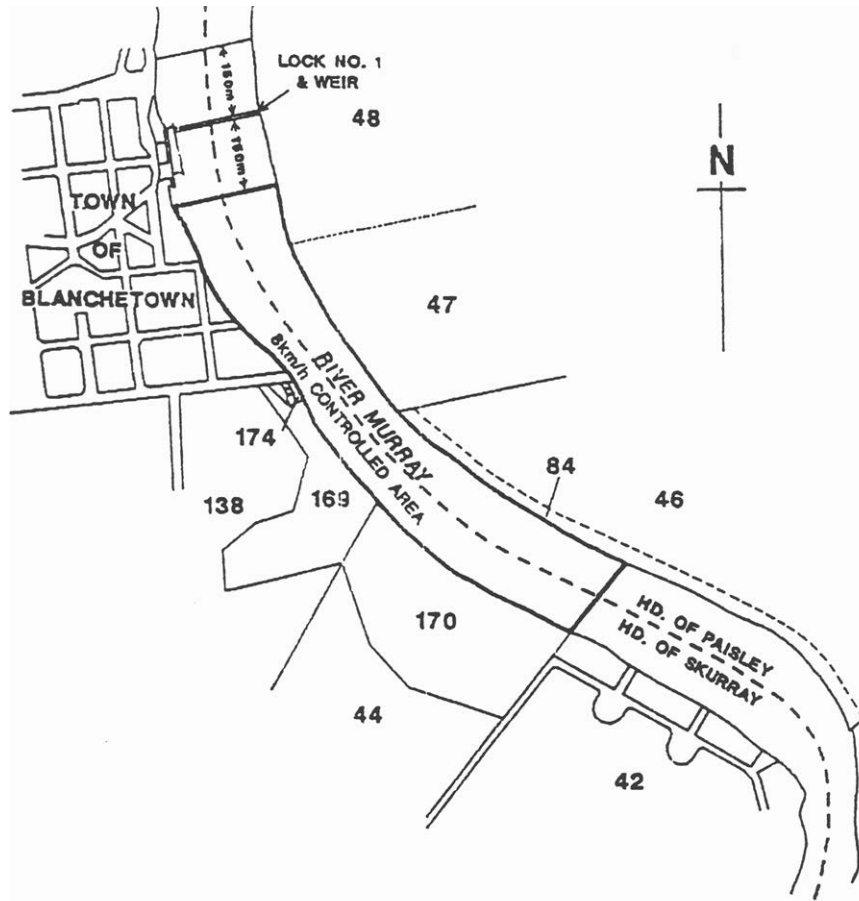 LOCK NO. 1
& WEIR
150m
48
150m
N
TOWN
OF
BLANCHETOWN
47
RIVER MURRAY
8km/h CONTROLLED AREA
174
84
46
138
169
HD. OF PAISLEY
HD. OF SKURRAY
170
44
42